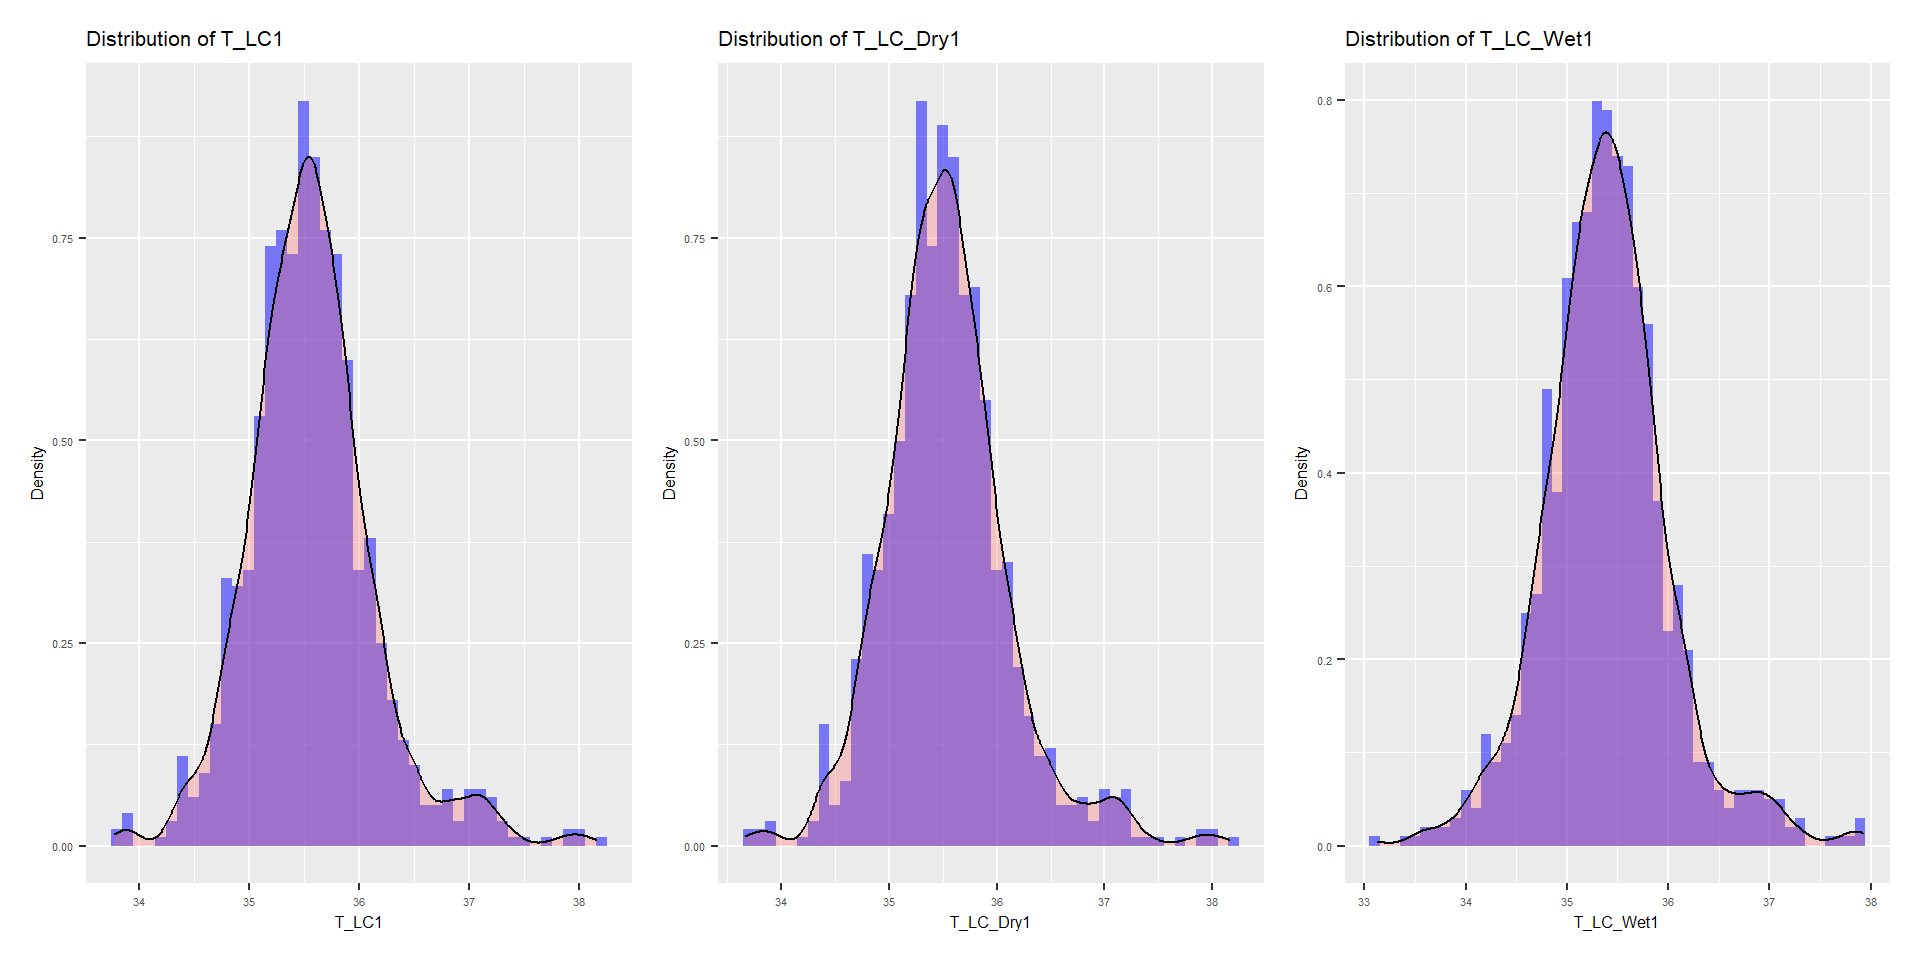 Distribution of T_LC1
Density
0.75
0.50
0.25
0.00
34 35 36 37 38
T_LC1
Distribution of T_LC_Dry1
Density
0.75
0.50
0.25
0.00
34 35 36 37 38
T_LC_Dry1
Distribution of T_LC_Wet1
Density
0.8
0.6
0.4
0.2
0.0
33 34 35 36 37 38
T_LC_Wet1